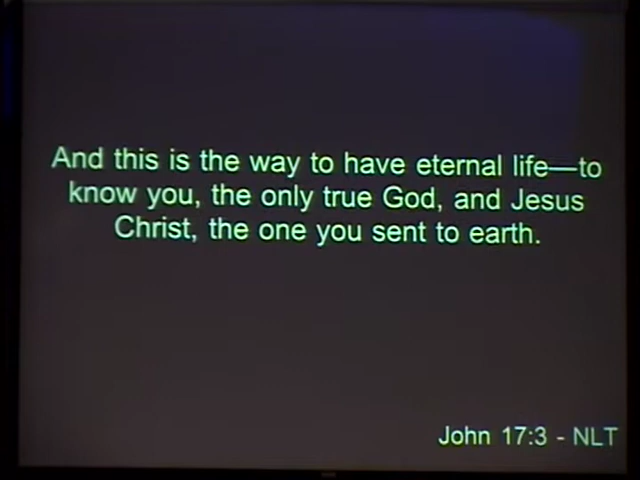 And this is the way to have eternal life—to
know you, the only true God, and Jesus
Christ, the one you sent to earth.
John 17:3 - NLT